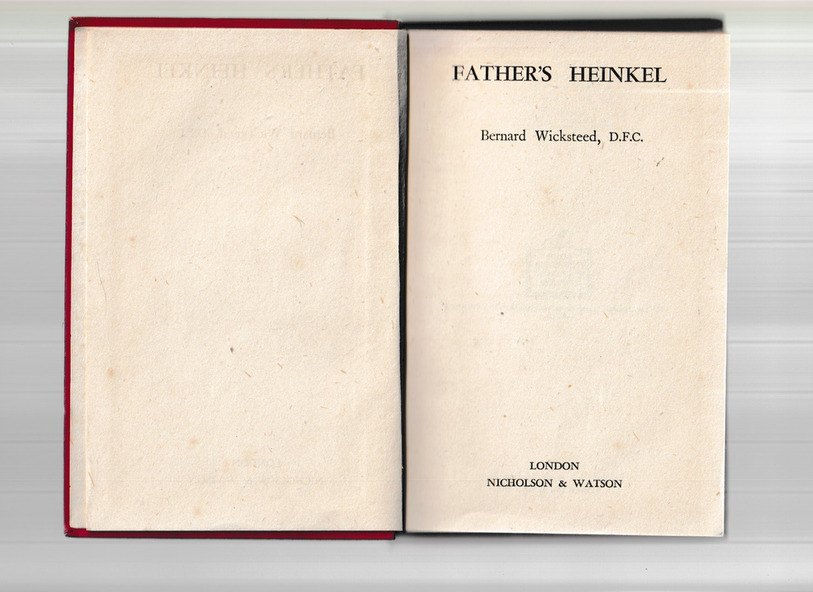 FATHER'S HEINKEL
Bernard Wicksteed, D.F.C.
LONDON
NICHOLSON & WATSON